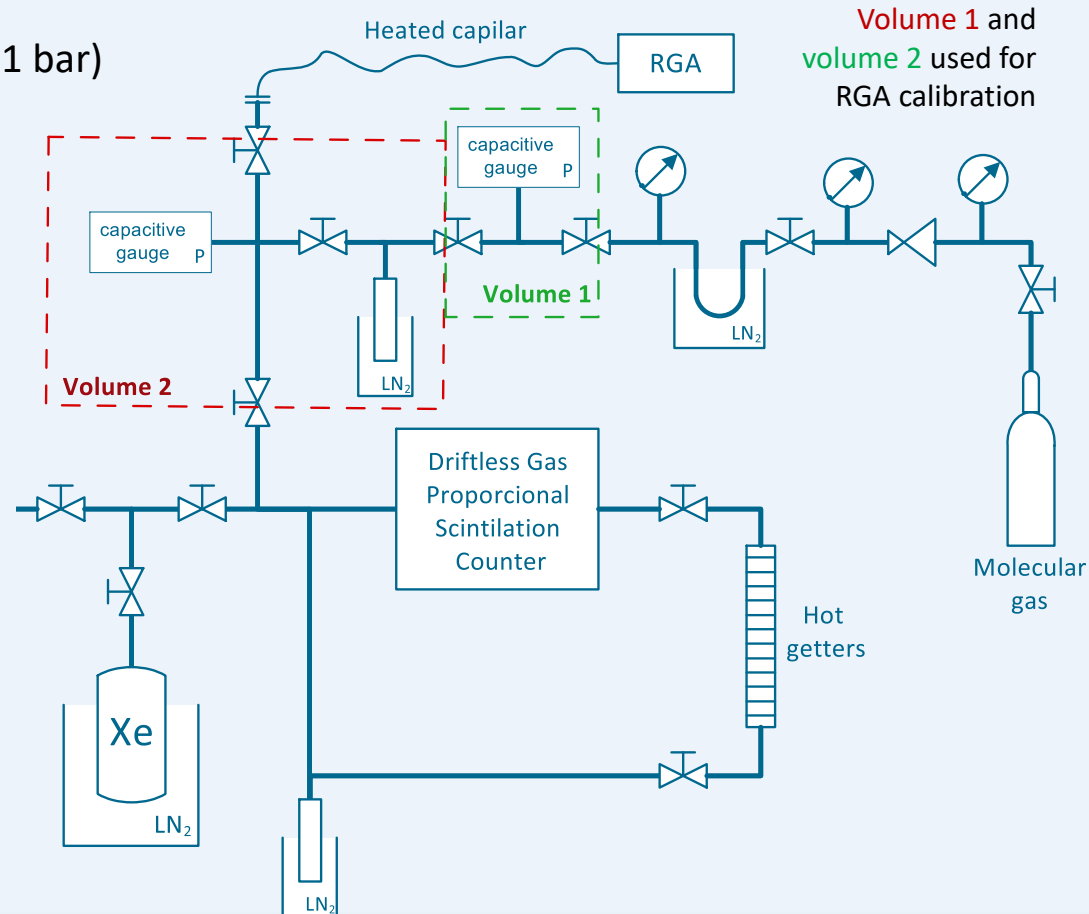 1 bar)
Heated capilar
RGA
Volume 1 and
volume 2 used for
RGA calibration
capacitive
gauge P
capacitive
gauge P
Volume 1
LN₂
LN₂
Volume 2
Driftless Gas
Proporcional
Scintilation
Counter
Molecular
gas
Hot
getters
Xe
LN₂
LN₂